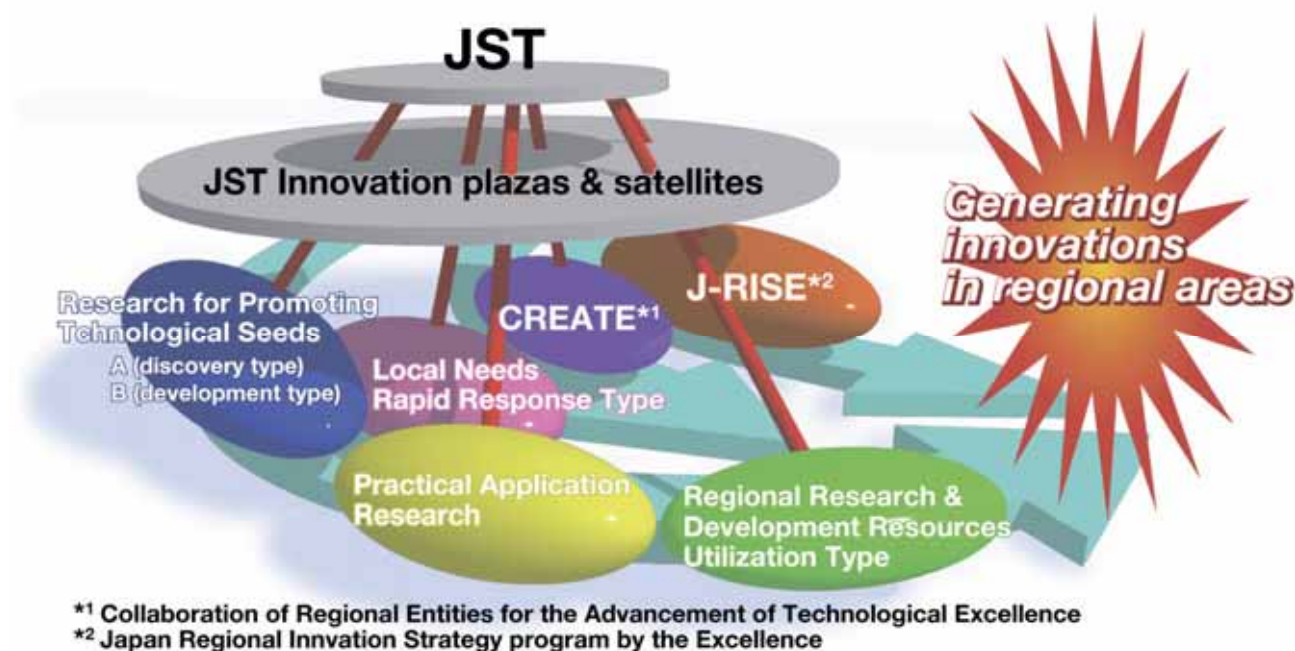 JST
JST Innovation plazas & satellites
Generating
innovations
in regional areas
J-RISE*2
CREATE*1
Research for Promoting
Tchnological Seeds
A (discovery type)
B (development type)
Local Needs
Rapid Response Type
Practical Application
Research
Regional Research &
Development Resources
Utilization Type
*1 Collaboration of Regional Entities for the Advancement of Technological Excellence
*2 Japan Regional Innvation Strategy program by the Excellence